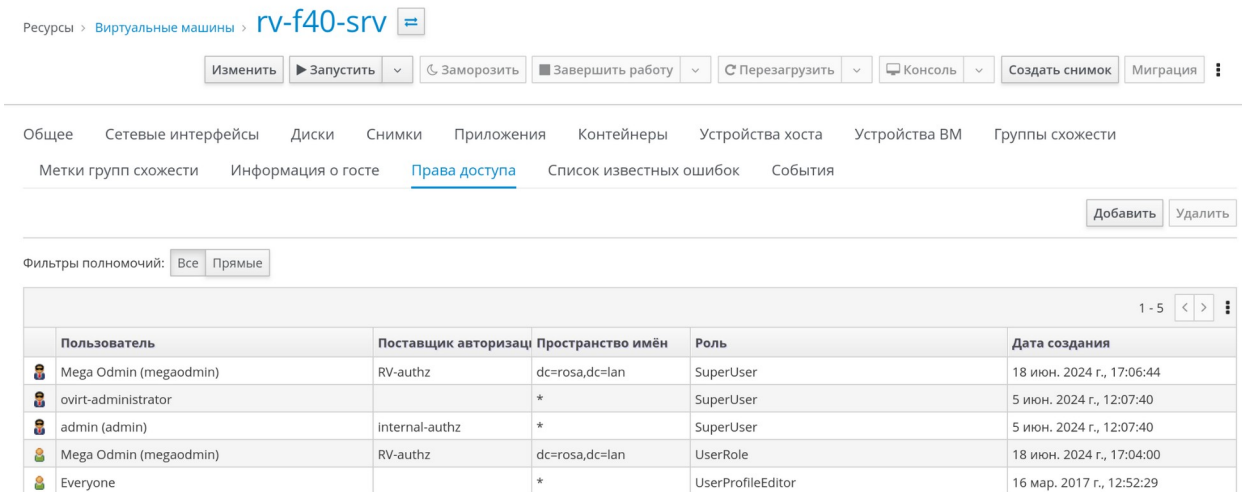 Ресурсы > Виртуальные машины > rv-f40-srv
Изменить Запустить Заморозить Завершить работу Перезагрузить Консоль Создать снимок Миграция
Общее Сетевые интерфейсы Диски Снимки Приложения Контейнеры Устройства хоста Устройства ВМ Группы схожести
Метки групп схожести Информация о госте Права доступа Список известных ошибок События
Добавить Удалить
Фильтры полномочий: Все Прямые
1 - 5 < >
Пользователь Поставщик авторизаци Пространство имён Роль Дата создания
Mega Odmin (megaodmin) RV-authz dc=rosa,dc=lan SuperUser 18 июн. 2024 г., 17:06:44
ovirt-administrator * SuperUser 5 июн. 2024 г., 12:07:40
admin (admin) internal-authz * SuperUser 5 июн. 2024 г., 12:07:40
Mega Odmin (megaodmin) RV-authz dc=rosa,dc=lan UserRole 18 июн. 2024 г., 17:04:00
Everyone * UserProfileEditor 16 мар. 2017 г., 12:52:29